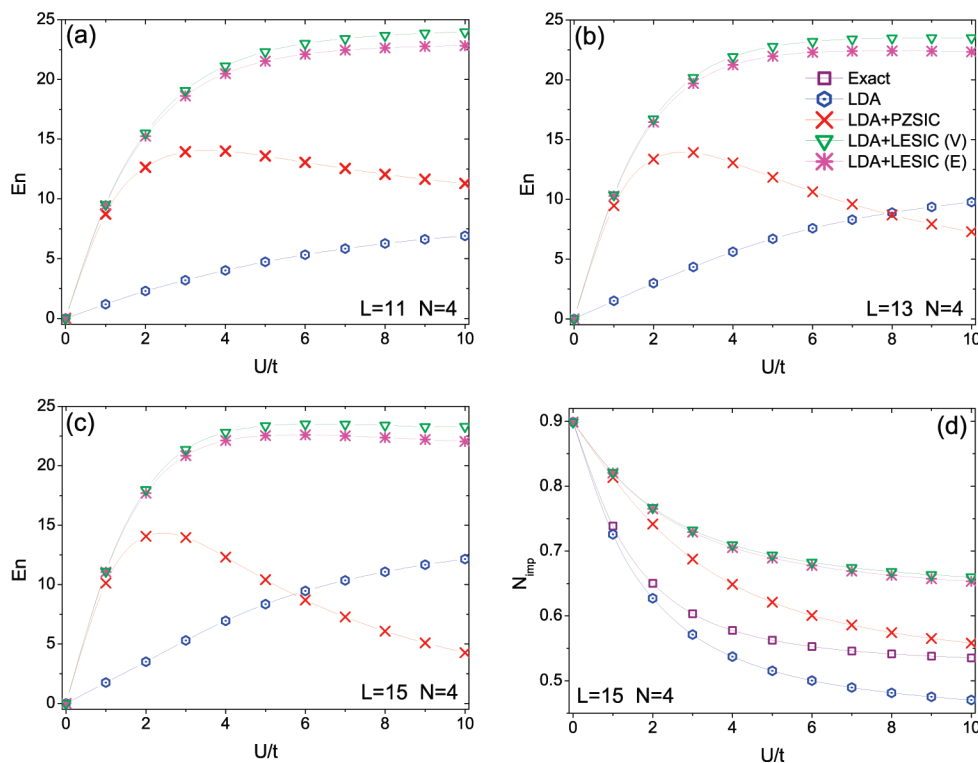 (a)
25
20
15
10
5
0
En
0 2 4 6 8 10
U/t
L=11 N=4
(b)
25
20
15
10
5
0
En
Exact
LDA
LDA+PZSIC
LDA+LESIC (V)
LDA+LESIC (E)
0 2 4 6 8 10
U/t
L=13 N=4
(c)
25
20
15
10
5
0
En
0 2 4 6 8 10
U/t
L=15 N=4
(d)
0.9
0.8
0.7
0.6
0.5
N_imp
0 2 4 6 8 10
U/t
L=15 N=4